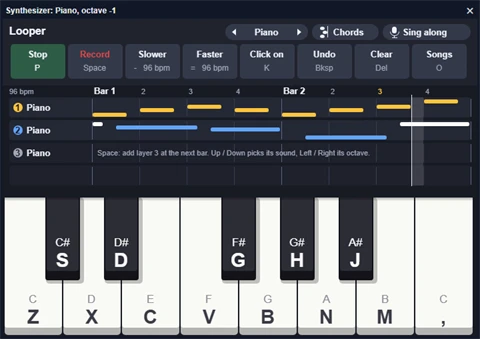 Synthesizer: Piano, octave -1 ×
Looper Piano Chords Sing along
Stop Record Slower Faster Click on Undo Clear Songs
P Space - 96 bpm = 96 bpm K Bksp Del O
96 bpm Bar 1 2 3 4 Bar 2 2 3 4
1 Piano
2 Piano
3 Piano Space: add layer 3 at the next bar. Up / Down picks its sound, Left / Right its octave.
C# D# F# G# A#
S D G H J
C D E F G A B C
Z X C V B N M ,